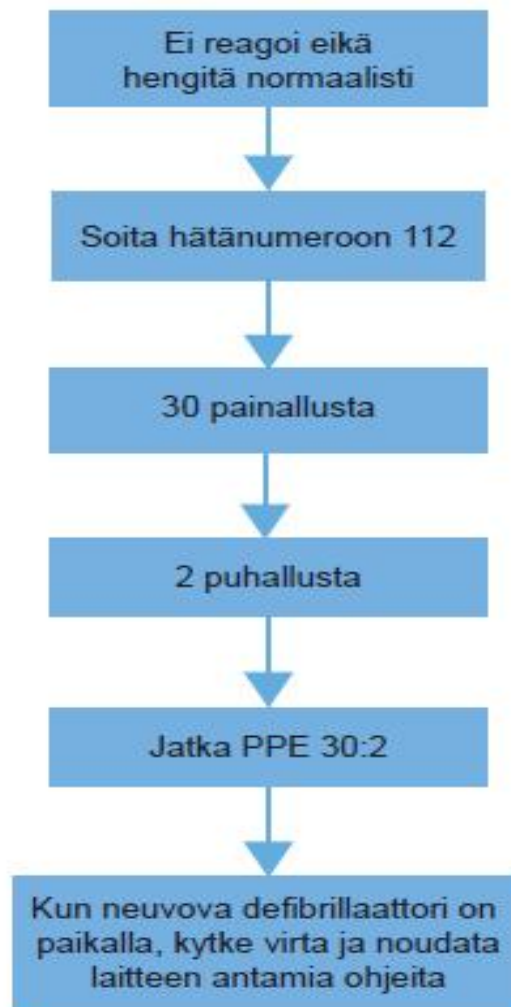 Ei reagoi eikä
hengitä normaalisti
Soita hätänumeroon 112
30 painallusta
2 puhallusta
Jatka PPE 30:2
Kun neuvova defibrillaattori on
paikalla, kytke virta ja noudata
laitteen antamia ohjeita